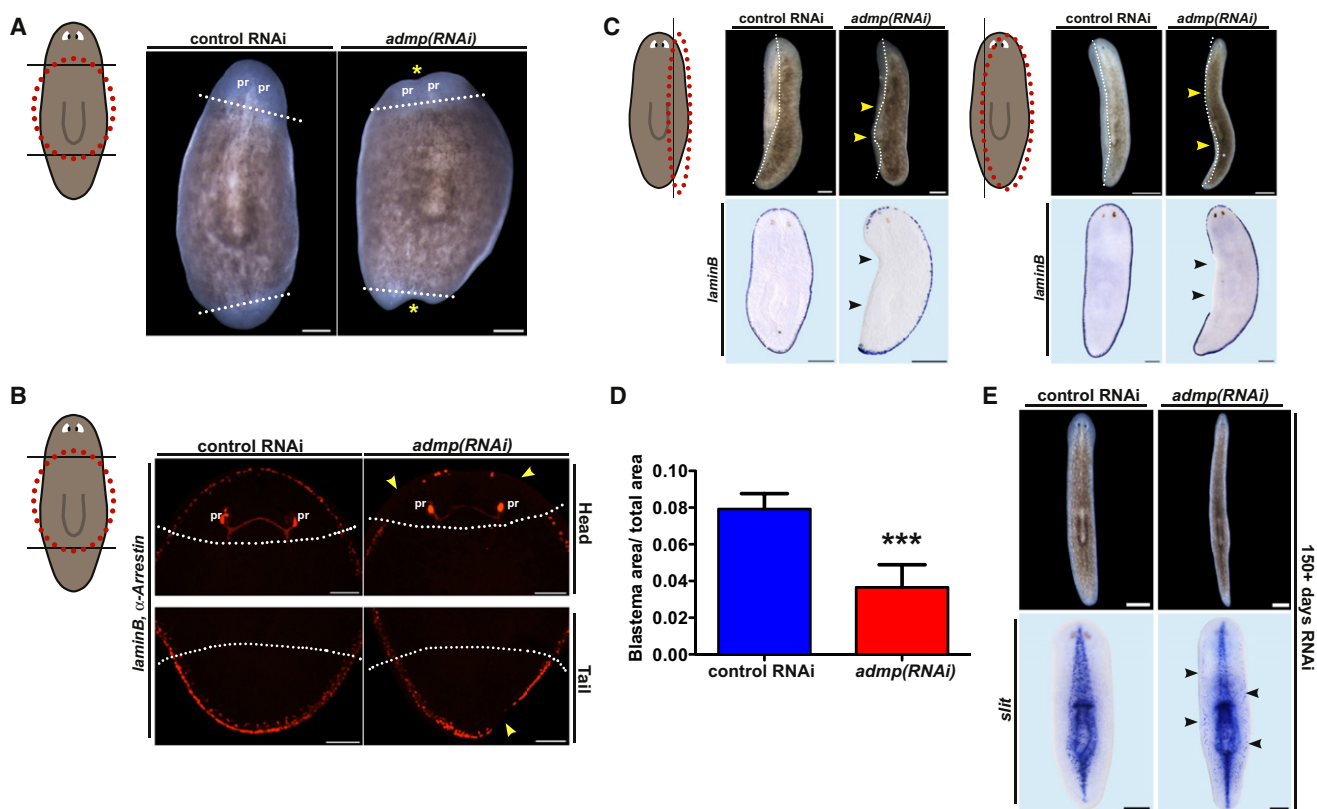 A
control RNAi
admp(RNAi)
*
pr
pr
pr
pr
*
B
control RNAi
admp(RNAi)
laminB, α-Arrestin
pr
pr
pr
pr
Head
Tail
C
control RNAi
admp(RNAi)
laminB
control RNAi
admp(RNAi)
laminB
D
Blastema area/ total area
0.10
0.08
0.06
0.04
0.02
0.00
***
control RNAi
admp(RNAi)
E
control RNAi
admp(RNAi)
slit
150+ days RNAi